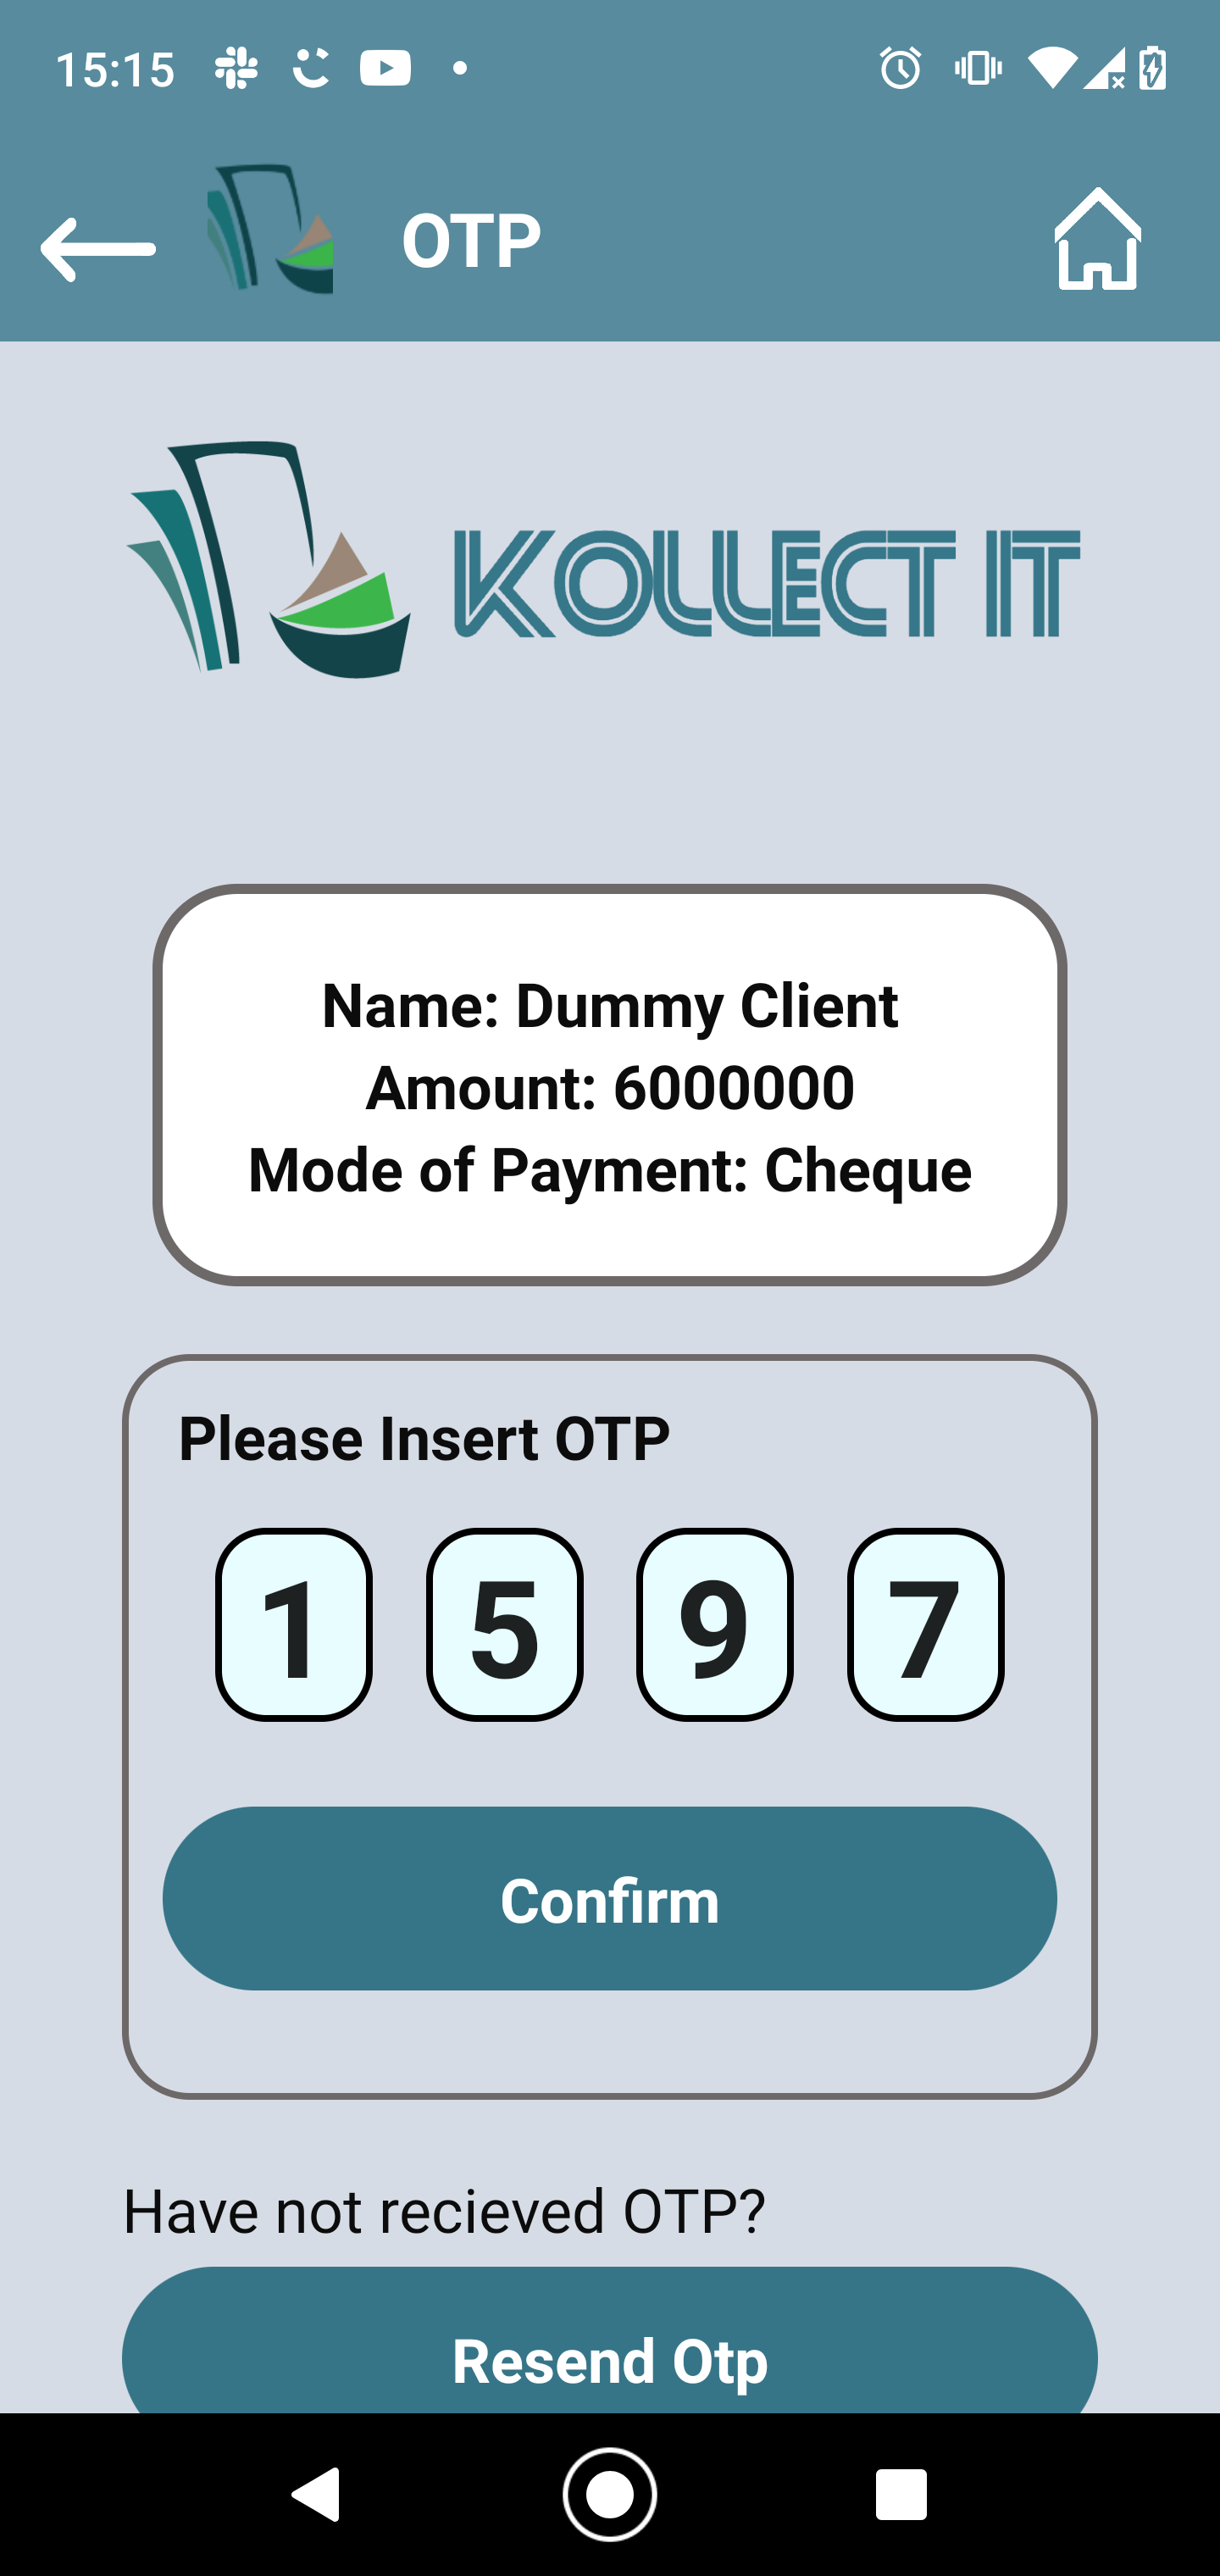 15:15
OTP
KOLLECT IT
Name: Dummy Client
Amount: 6000000
Mode of Payment: Cheque
Please Insert OTP
1 5 9 7
Confirm
Have not recieved OTP?
Resend Otp